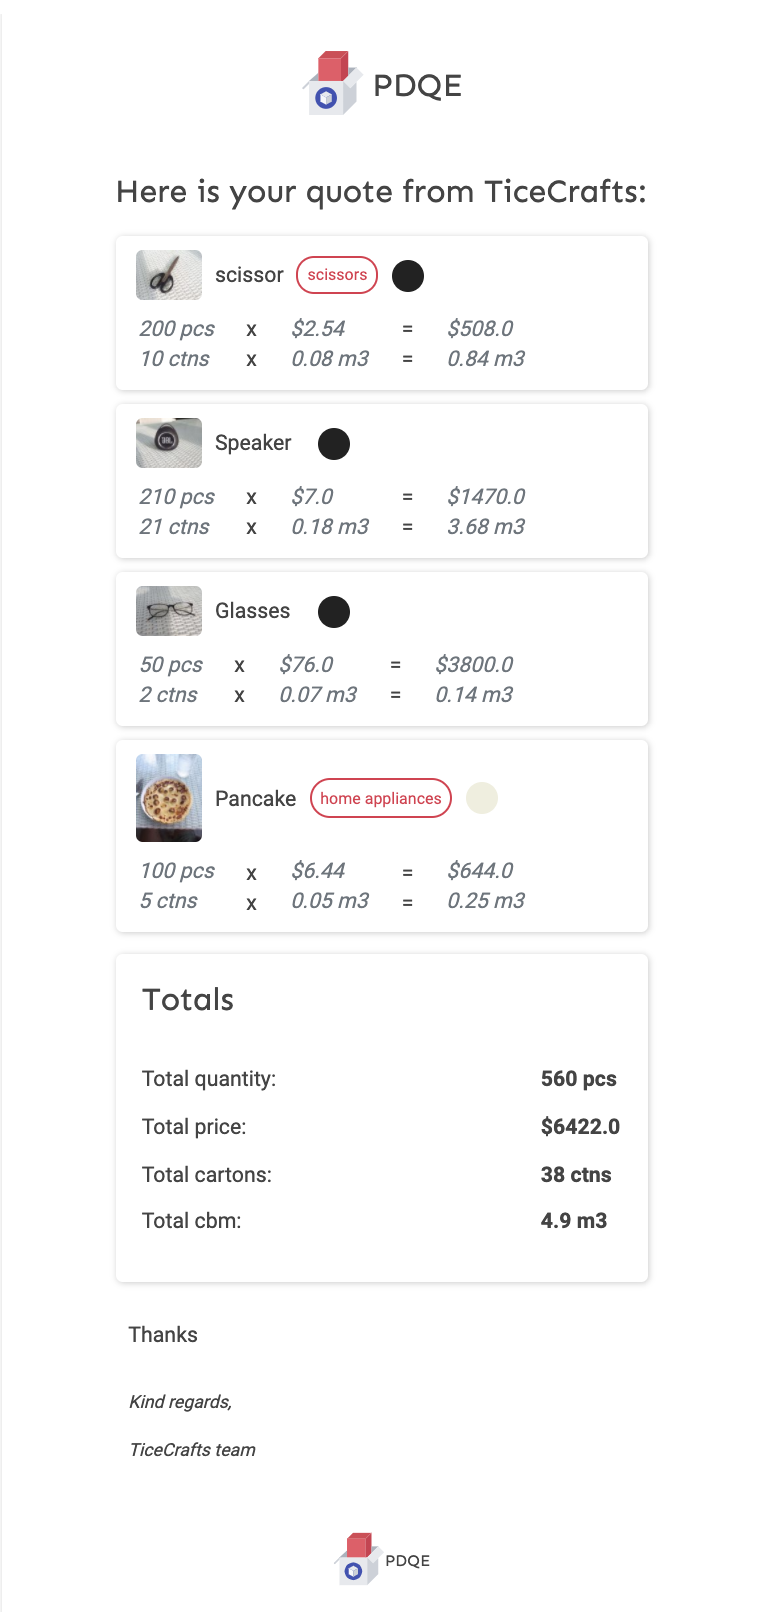 PDQE
Here is your quote from TiceCrafts:
scissor scissors
200 pcs x $2.54 = $508.0
10 ctns x 0.08 m3 = 0.84 m3
JBL
Speaker
210 pcs x $7.0 = $1470.0
21 ctns x 0.18 m3 = 3.68 m3
Glasses
50 pcs x $76.0 = $3800.0
2 ctns x 0.07 m3 = 0.14 m3
Pancake home appliances
100 pcs x $6.44 = $644.0
5 ctns x 0.05 m3 = 0.25 m3
Totals
Total quantity: 560 pcs
Total price: $6422.0
Total cartons: 38 ctns
Total cbm: 4.9 m3
Thanks
Kind regards,
TiceCrafts team
PDQE